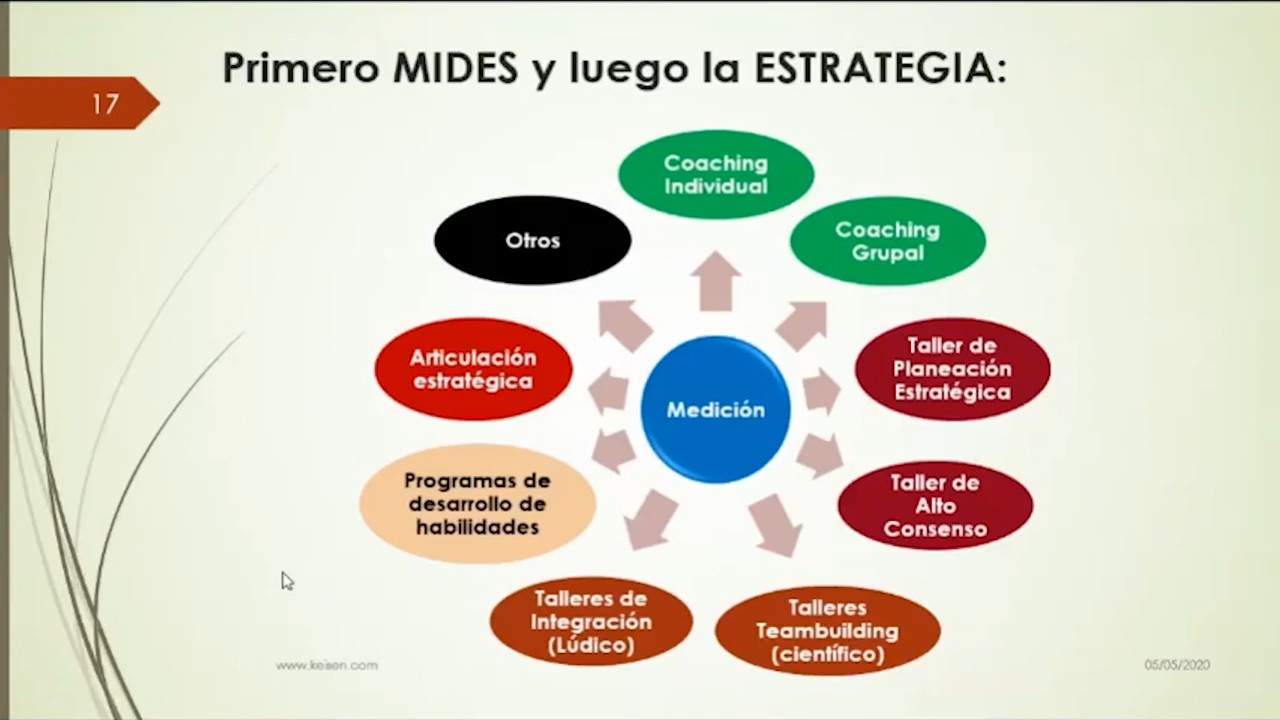 Primero MIDES y luego la ESTRATEGIA:
17
Coaching
Individual
Coaching
Grupal
Taller de
Planeación
Estratégica
Taller de
Alto
Consenso
Talleres
Teambuilding
(científico)
Talleres de
Integración
(Lúdico)
Programas de
desarrollo de
habilidades
Articulación
estratégica
Otros
Medición
www.keisen.com
05/05/2020